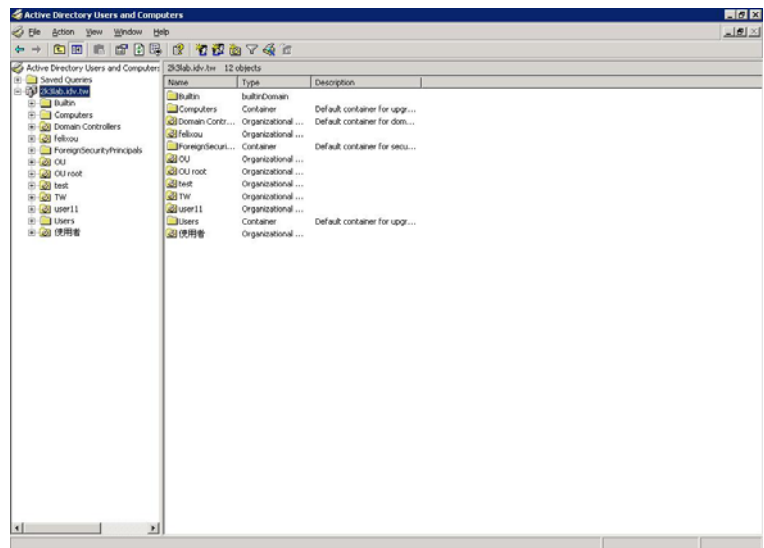 Active Directory Users and Computers
File Action View Window Help
Active Directory Users and Computers
Saved Queries
2k3lab.idv.tw
Builtin
Computers
Domain Controllers
felixou
ForeignSecurityPrincipals
OU
OU root
test
TW
user11
Users
使用者
2k3lab.idv.tw 12 objects
Name Type Description
Builtin builtinDomain
Computers Container Default container for upgr...
Domain Contr... Organizational ... Default container for dom...
felixou Organizational ...
ForeignSecuri... Container Default container for secu...
OU Organizational ...
OU root Organizational ...
test Organizational ...
TW Organizational ...
user11 Organizational ...
Users Container Default container for upgr...
使用者 Organizational ...